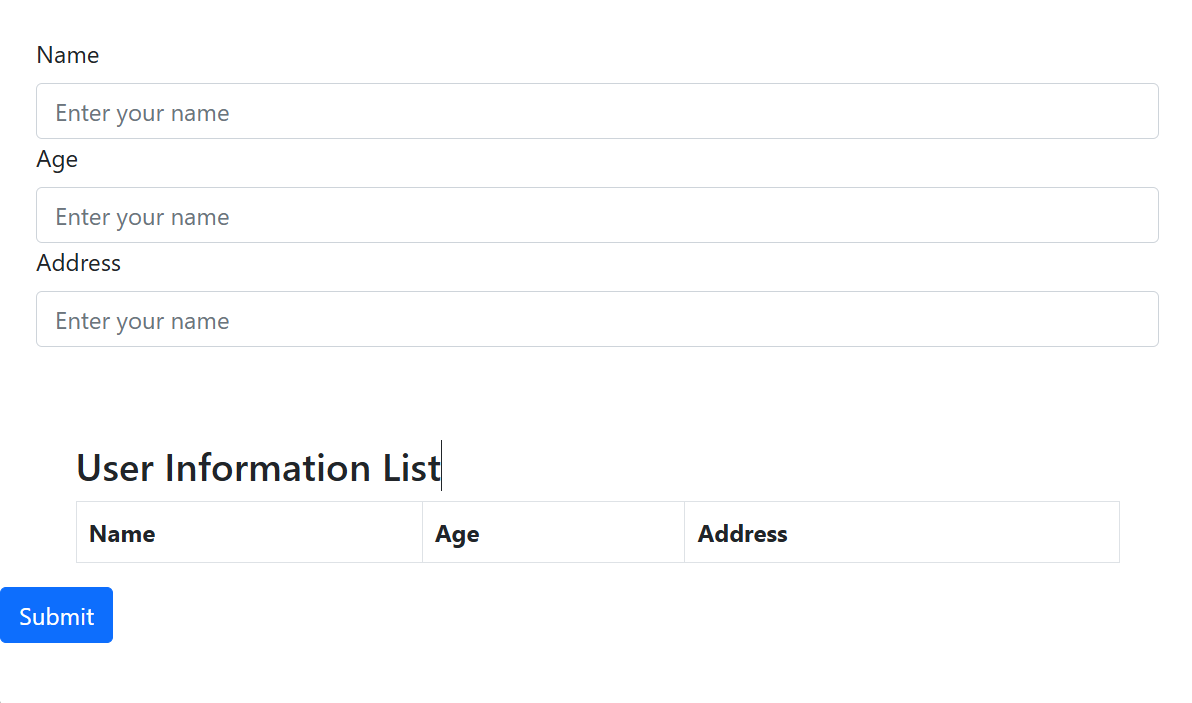 Name
Enter your name
Age
Enter your name
Address
Enter your name
User Information List
Name Age Address
Submit